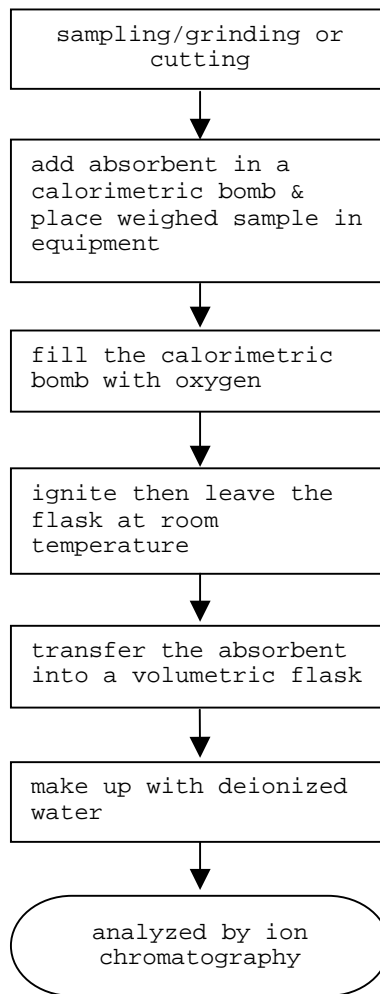 sampling/grinding or
cutting
add absorbent in a
calorimetric bomb &
place weighed sample in
equipment
fill the calorimetric
bomb with oxygen
ignite then leave the
flask at room
temperature
transfer the absorbent
into a volumetric flask
make up with deionized
water
analyzed by ion
chromatography